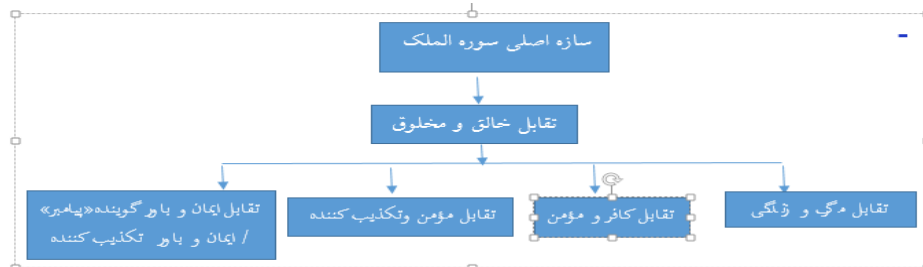 سازه اصلی سوره الملک
-
تقابل خالق و مخلوق
تقابل مرگ و زندگی
تقابل کافر و مؤمن
تقابل مؤمن وتکذیب کننده
تقابل ایمان و باور گوینده«پیامبر»
/ ایمان و باور تکذیب کننده